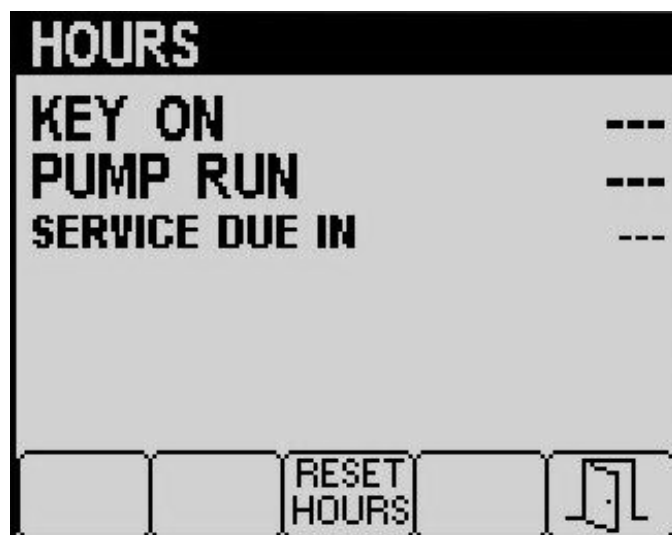 HOURS
KEY ON ---
PUMP RUN ---
SERVICE DUE IN ---
RESET
HOURS